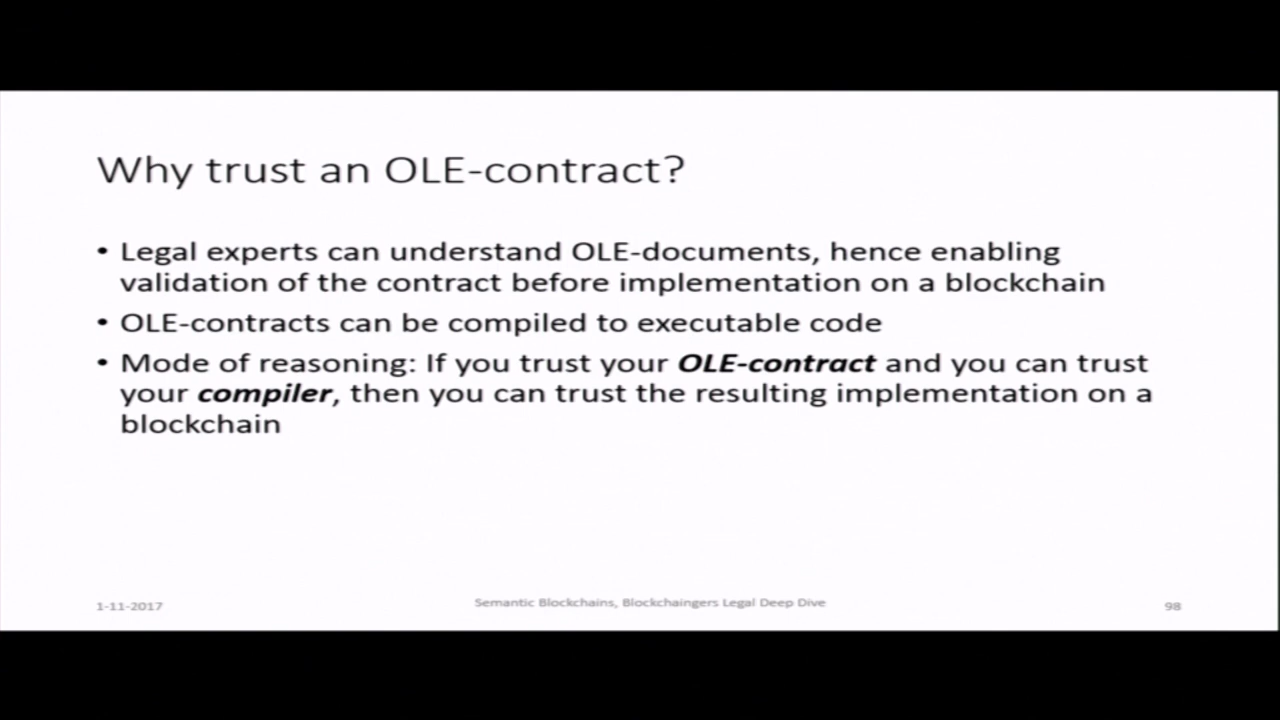 Why trust an OLE-contract?
• Legal experts can understand OLE-documents, hence enabling
validation of the contract before implementation on a blockchain
• OLE-contracts can be compiled to executable code
• Mode of reasoning: If you trust your OLE-contract and you can trust
your compiler, then you can trust the resulting implementation on a
blockchain
1-11-2017
Semantic Blockchains, Blockchaingers Legal Deep Dive
98